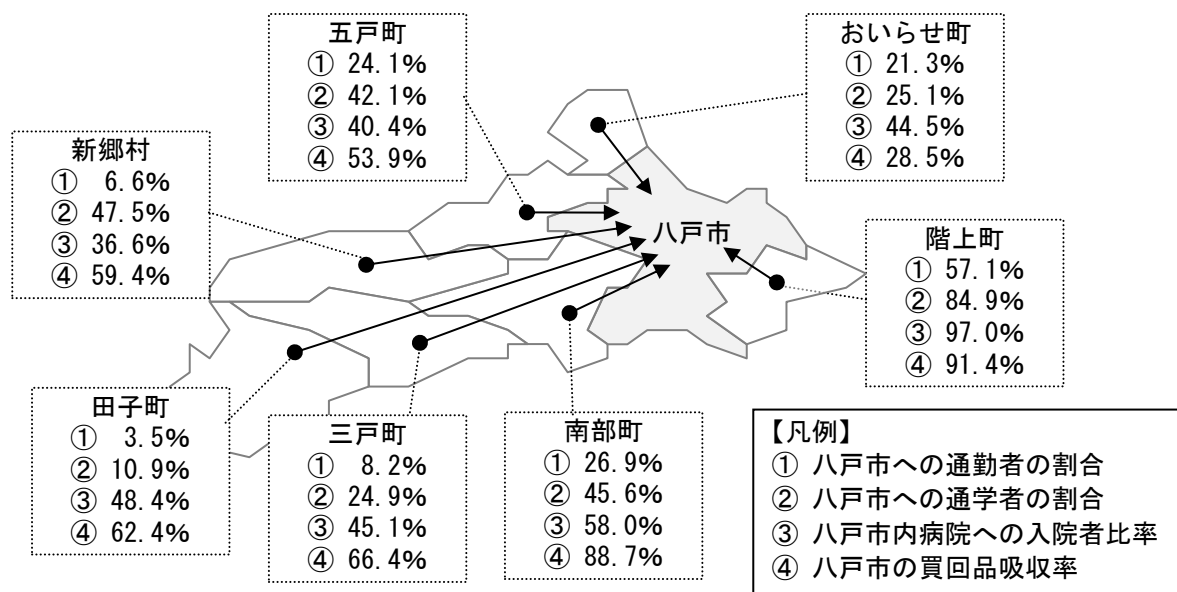 五戸町
① 24.1%
② 42.1%
③ 40.4%
④ 53.9%
おいらせ町
① 21.3%
② 25.1%
③ 44.5%
④ 28.5%
新郷村
① 6.6%
② 47.5%
③ 36.6%
④ 59.4%
八戸市
階上町
① 57.1%
② 84.9%
③ 97.0%
④ 91.4%
田子町
① 3.5%
② 10.9%
③ 48.4%
④ 62.4%
三戸町
① 8.2%
② 24.9%
③ 45.1%
④ 66.4%
南部町
① 26.9%
② 45.6%
③ 58.0%
④ 88.7%
【凡例】
① 八戸市への通勤者の割合
② 八戸市への通学者の割合
③ 八戸市内病院への入院者比率
④ 八戸市の買回品吸収率